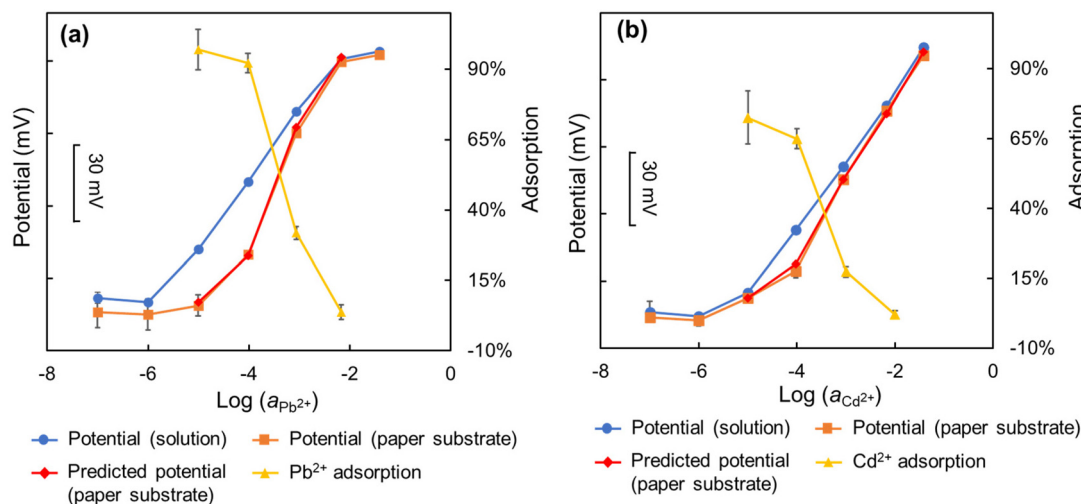 (a)
Potential (mV)
30 mV
90%
65%
40%
15%
-10%
Adsorption
-8
-6
-4
-2
0
Log (aPb²⁺)
Potential (solution)
Potential (paper substrate)
Predicted potential
(paper substrate)
Pb²⁺ adsorption
(b)
Potential (mV)
30 mV
90%
65%
40%
15%
-10%
Adsorption
-8
-6
-4
-2
0
Log (aCd²⁺)
Potential (solution)
Potential (paper substrate)
Predicted potential
(paper substrate)
Cd²⁺ adsorption